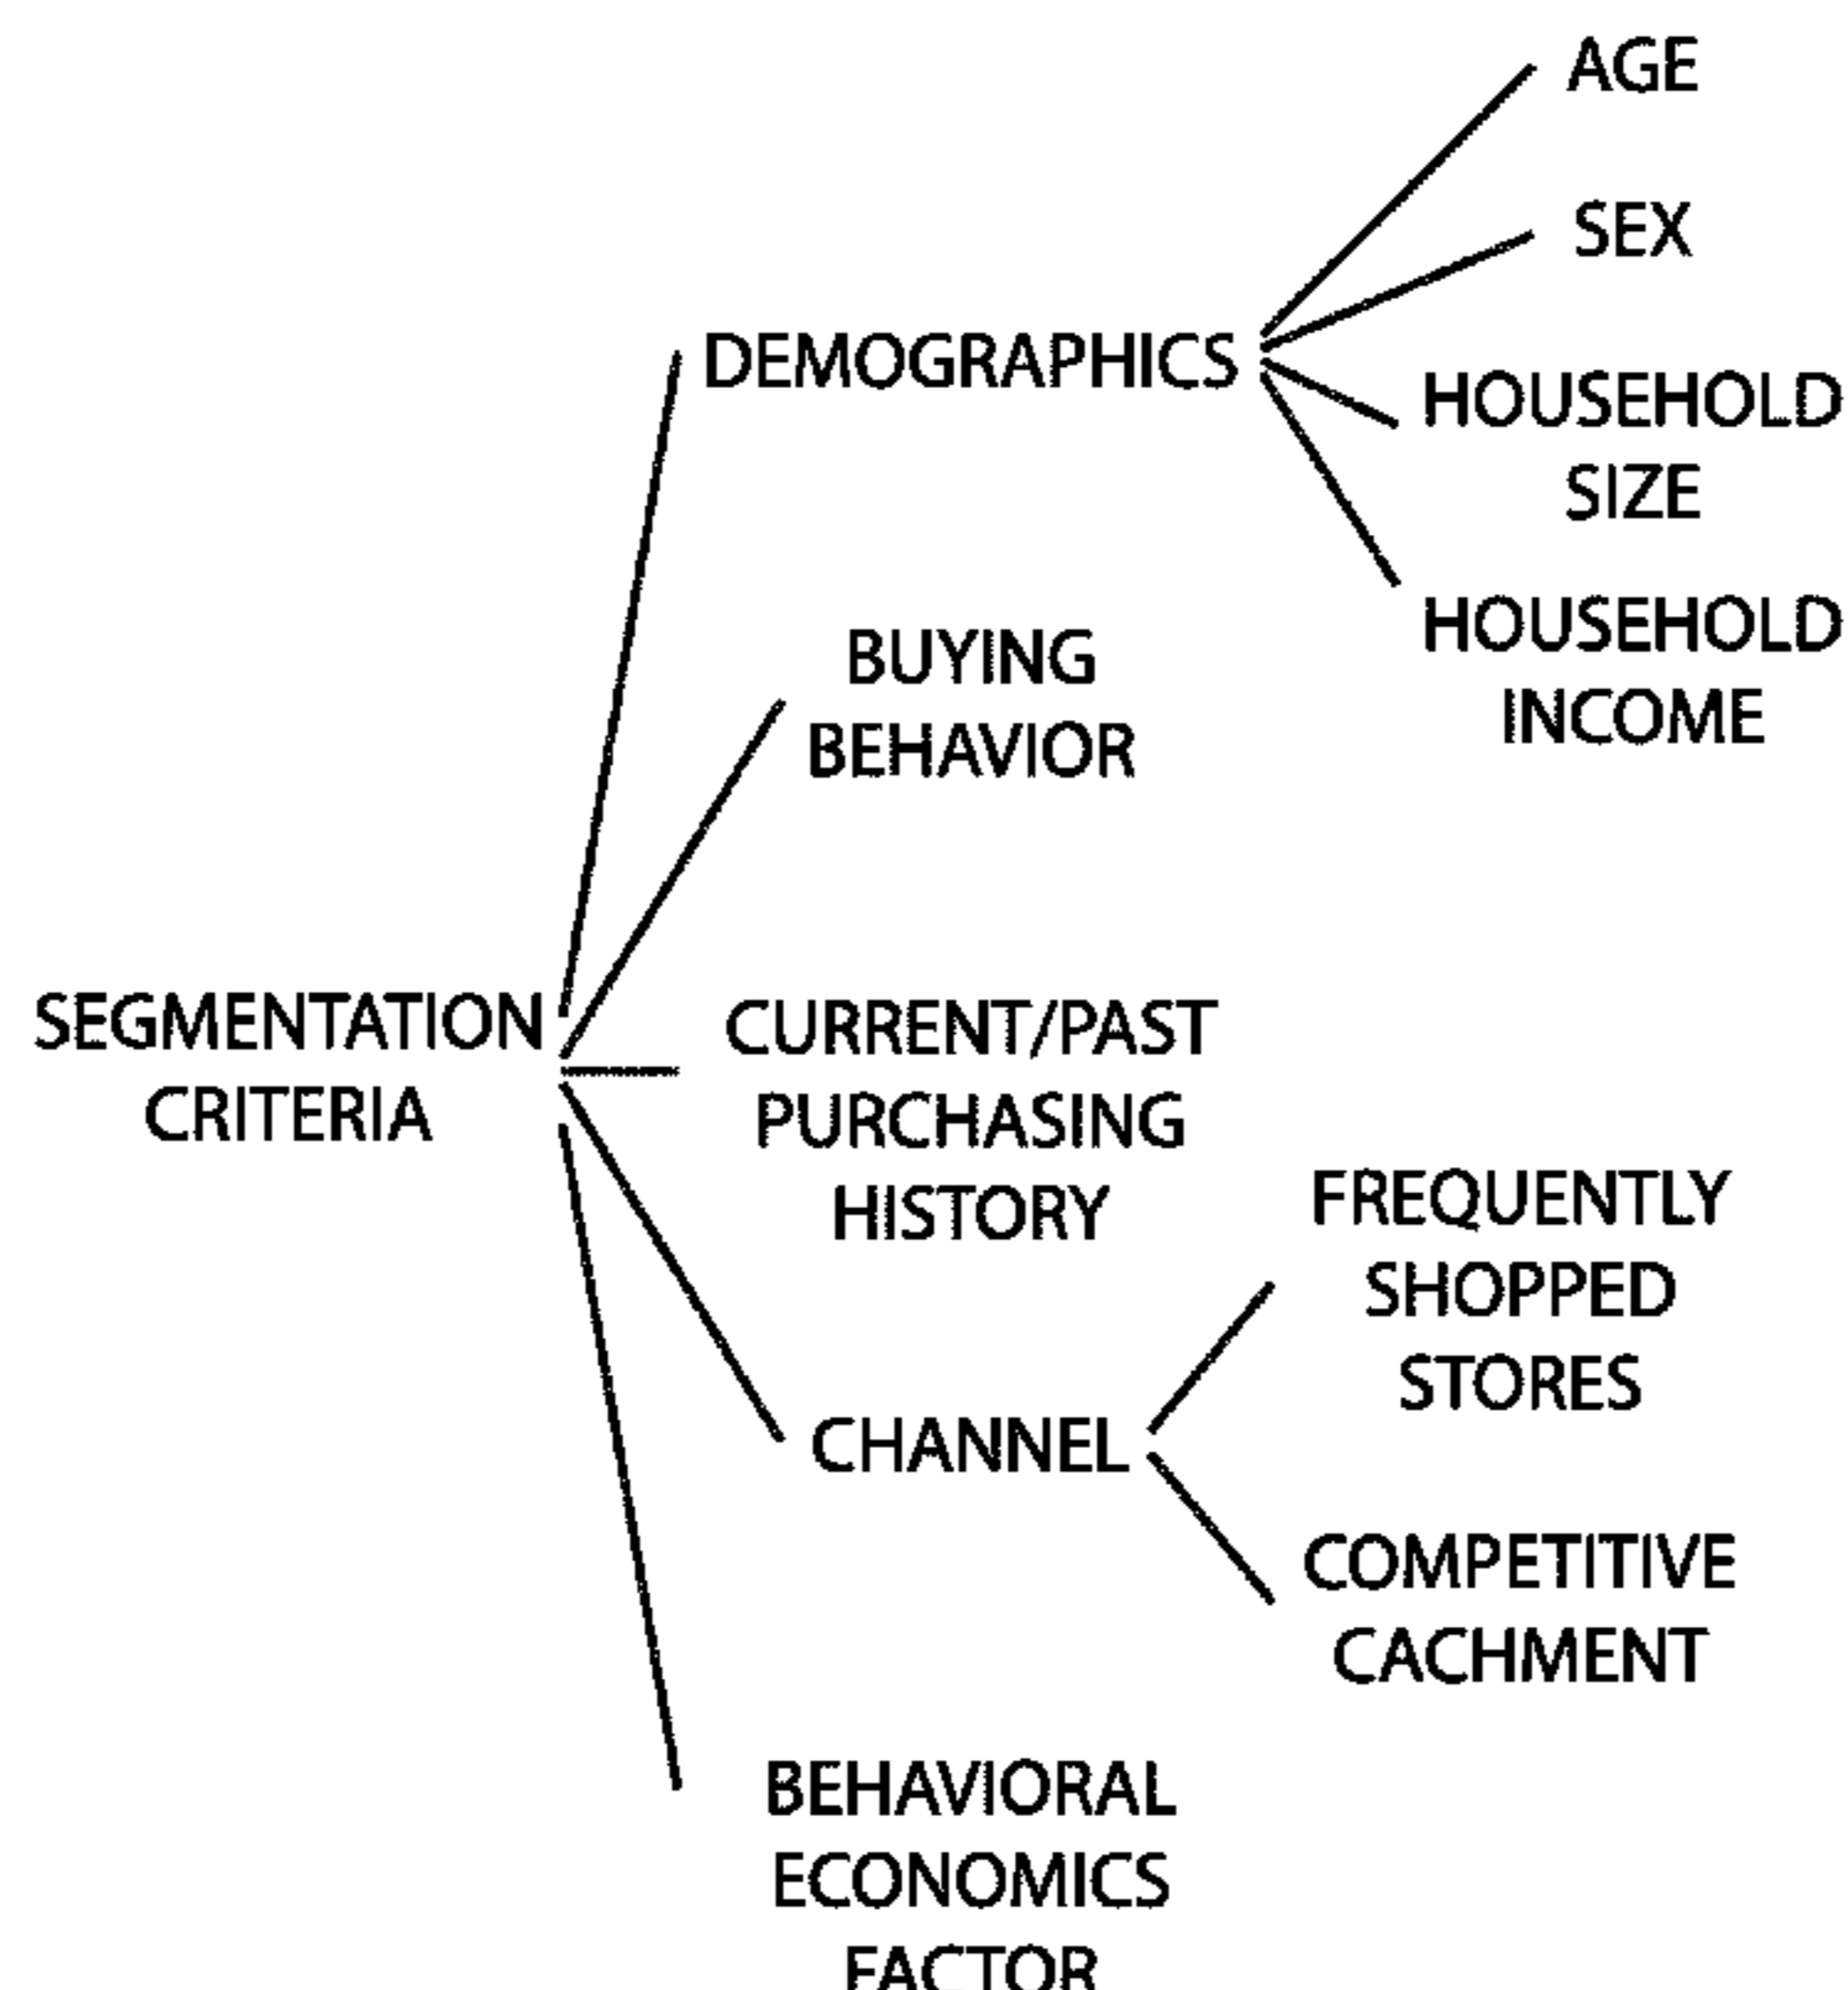 AGE
SEX
DEMOGRAPHICS
HOUSEHOLD
SIZE
HOUSEHOLD
INCOME
BUYING
BEHAVIOR
SEGMENTATION
CRITERIA
CURRENT/PAST
PURCHASING
HISTORY
FREQUENTLY
SHOPPED
STORES
CHANNEL
COMPETITIVE
CACHMENT
BEHAVIORAL
ECONOMICS
FACTOR